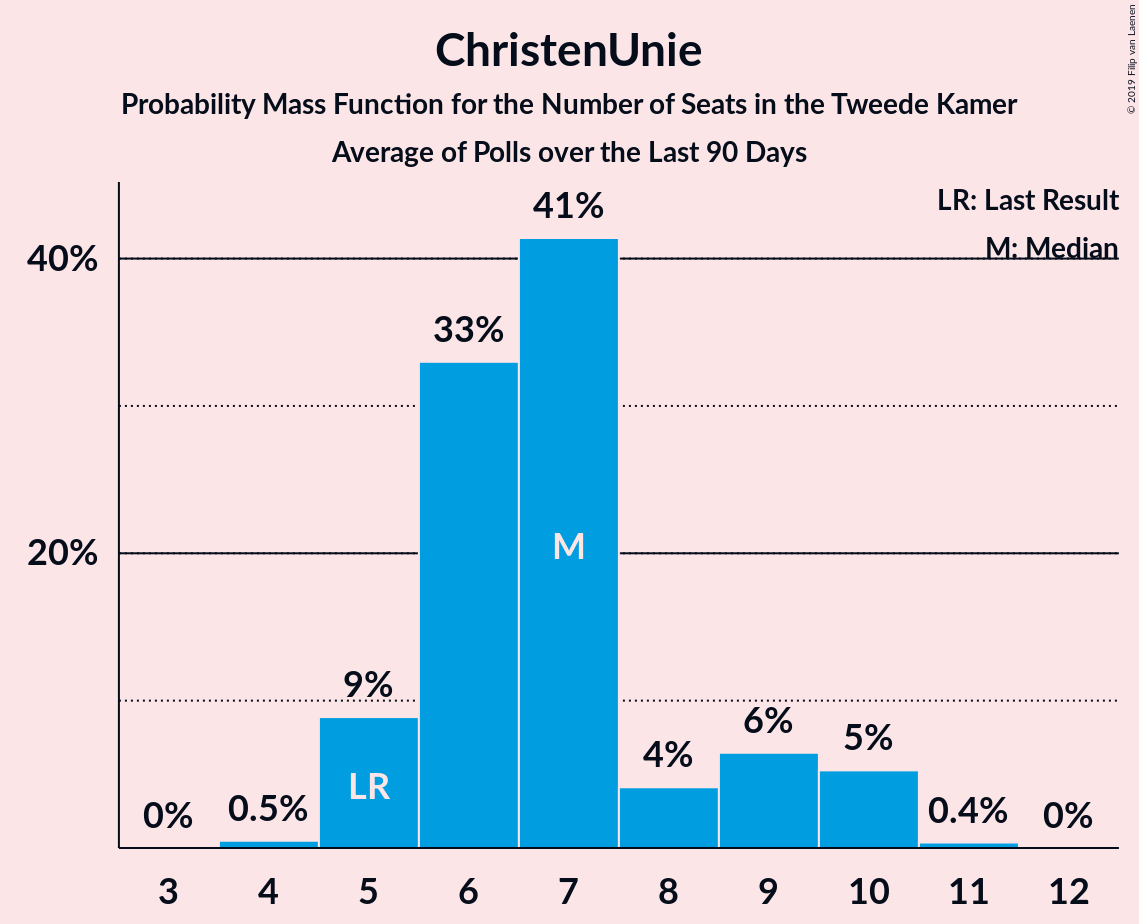 ChristenUnie
Probability Mass Function for the Number of Seats in the Tweede Kamer
Average of Polls over the Last 90 Days
© 2019 Filip van Laenen
LR: Last Result
M: Median
40%
20%
0%
0.5%
9%
33%
41%
4%
6%
5%
0.4%
0%
LR
M
3 4 5 6 7 8 9 10 11 12